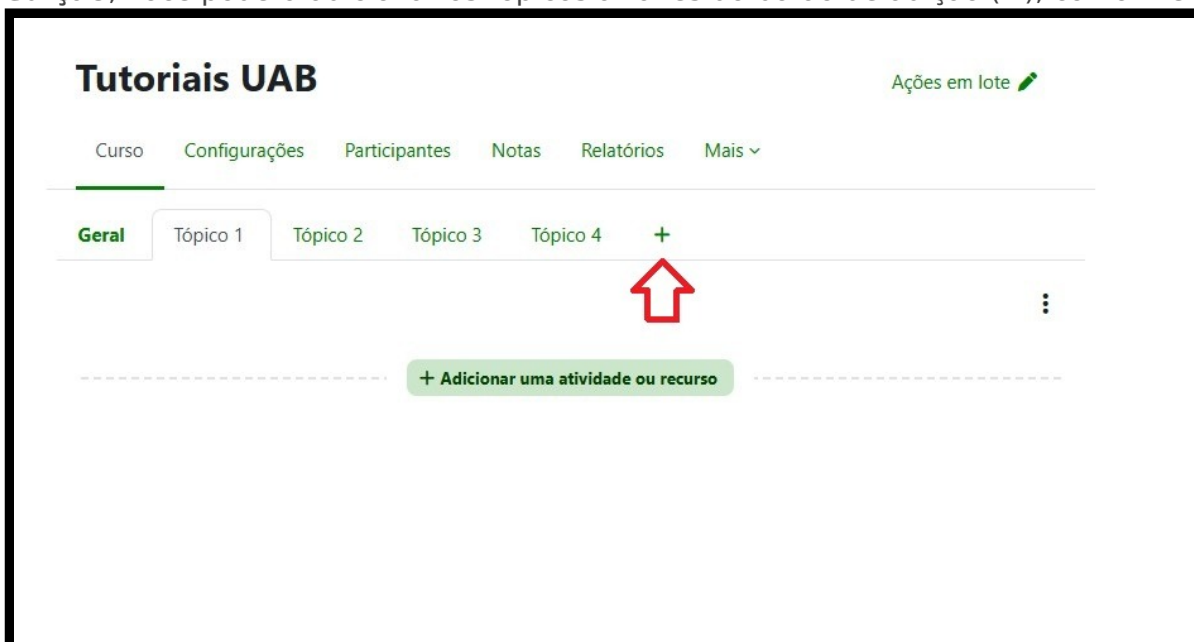 Tutoriais UAB
Ações em lote
Curso Configurações Participantes Notas Relatórios Mais
Geral Tópico 1 Tópico 2 Tópico 3 Tópico 4 +
+ Adicionar uma atividade ou recurso